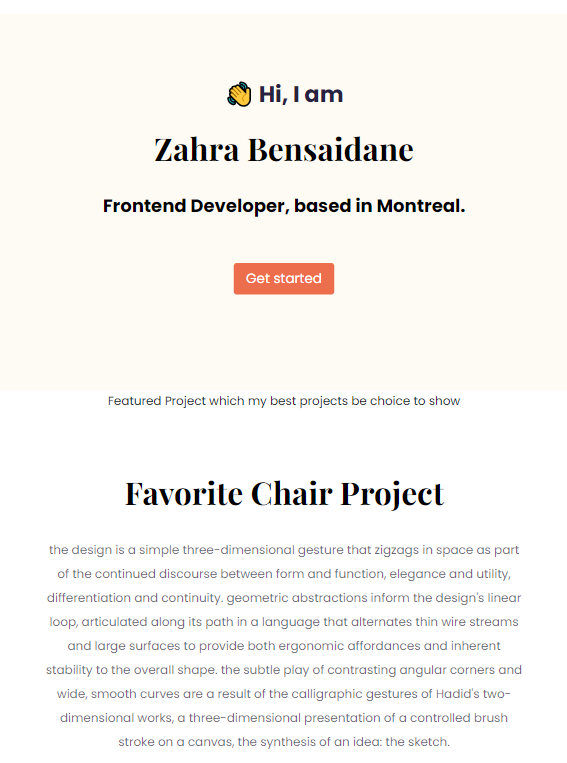 👋 Hi, I am
Zahra Bensaidane
Frontend Developer, based in Montreal.
Get started
Featured Project which my best projects be choice to show
Favorite Chair Project
the design is a simple three-dimensional gesture that zigzags in space as part
of the continued discourse between form and function, elegance and utility,
differentiation and continuity. geometric abstractions inform the design's linear
loop, articulated along its path in a language that alternates thin wire streams
and large surfaces to provide both ergonomic affordances and inherent
stability to the overall shape. the subtle play of contrasting angular corners and
wide, smooth curves are a result of the calligraphic gestures of Hadid's two-
dimensional works, a three-dimensional presentation of a controlled brush
stroke on a canvas, the synthesis of an idea: the sketch.